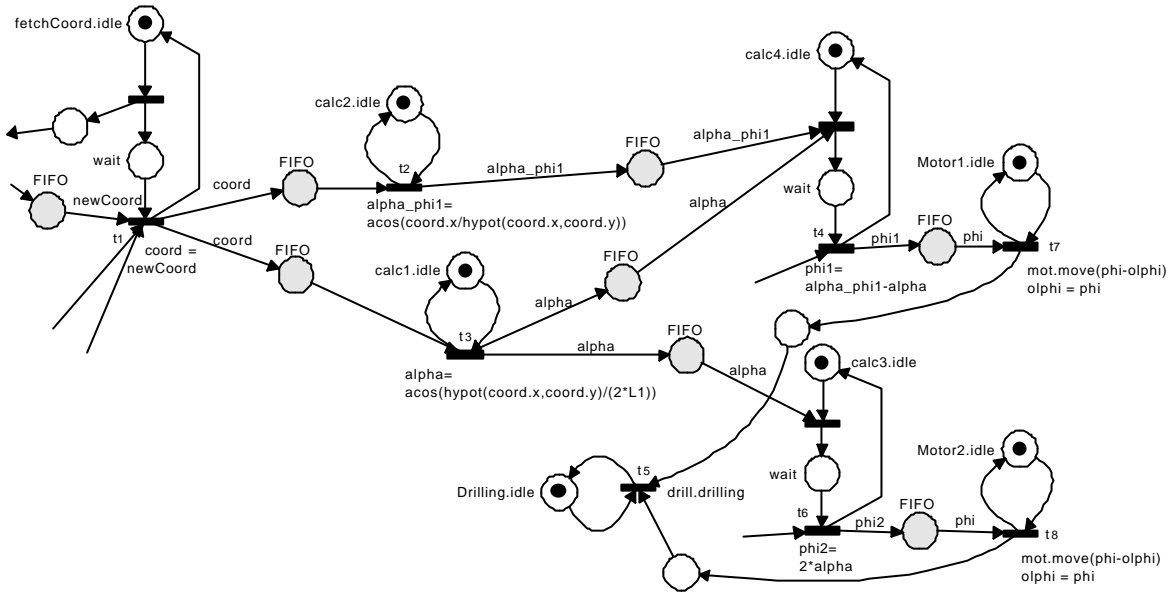 fetchCoord.idle
calc4.idle
calc2.idle
wait
FIFO
FIFO
FIFO
alpha_phi1
Motor1.idle
FIFO
newCoord
coord
t2
alpha_phi1
alpha
wait
t1
coord =
newCoord
coord
alpha_phi1=
acos(coord.x/hypot(coord.x,coord.y))
t4
phi1
FIFO
phi
t7
FIFO
calc1.idle
FIFO
alpha
phi1=
alpha_phi1-alpha
mot.move(phi-olphi)
olphi = phi
t3
alpha
FIFO
alpha
calc3.idle
alpha=
acos(hypot(coord.x,coord.y)/(2*L1))
wait
Motor2.idle
Drilling.idle
t5
drill.drilling
t6
phi2
FIFO
phi
t8
phi2=
2*alpha
mot.move(phi-olphi)
olphi = phi